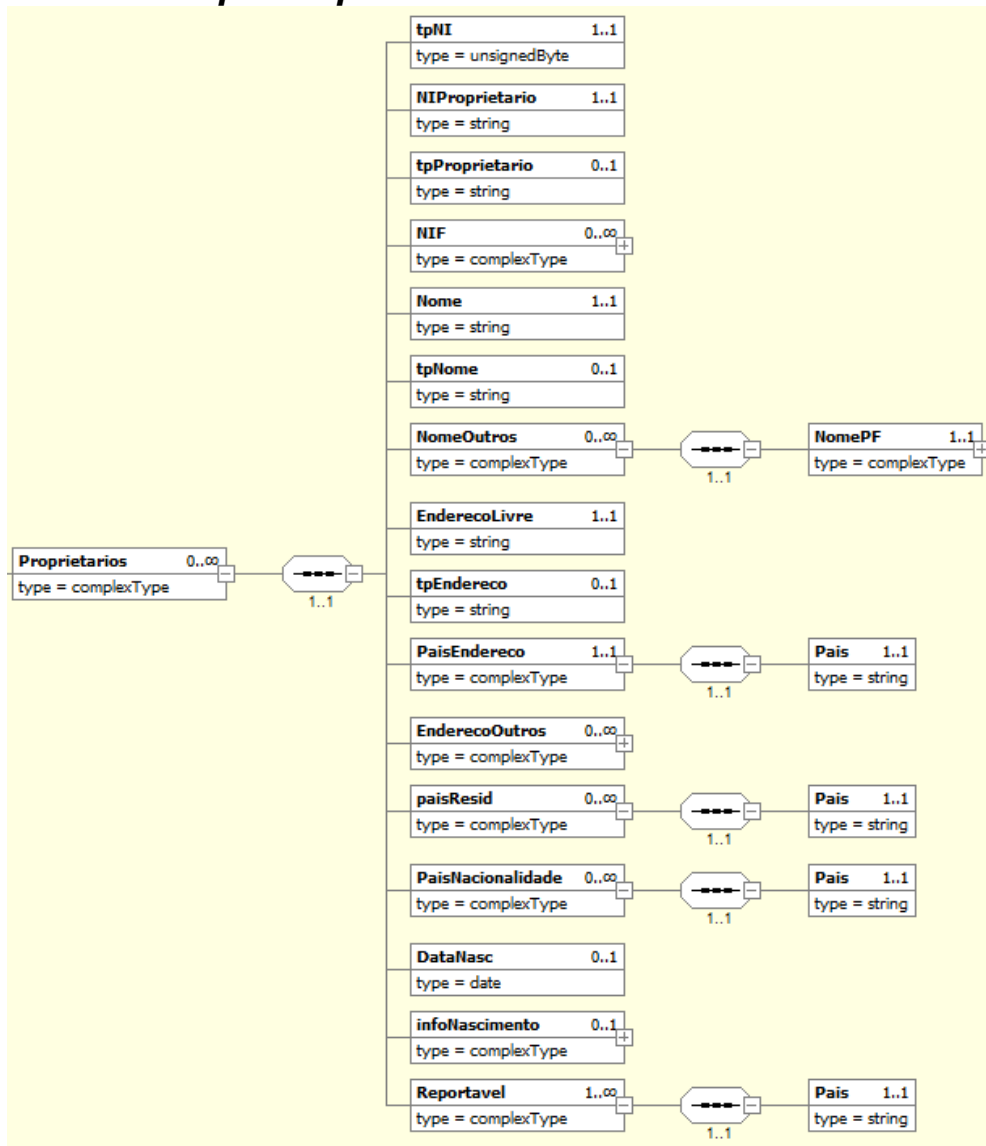 tpNI 1..1
type = unsignedByte
NIProprietario 1..1
type = string
tpProprietario 0..1
type = string
NIF 0..∞
type = complexType
Nome 1..1
type = string
tpNome 0..1
type = string
NomeOutros 0..∞
type = complexType
1..1
NomePF 1..1
type = complexType
EnderecoLivre 1..1
type = string
Proprietarios 0..∞
type = complexType
1..1
tpEndereco 0..1
type = string
PaisEndereco 1..1
type = complexType
1..1
Pais 1..1
type = string
EnderecoOutros 0..∞
type = complexType
paisResid 0..∞
type = complexType
1..1
Pais 1..1
type = string
PaisNacionalidade 0..∞
type = complexType
1..1
Pais 1..1
type = string
DataNasc 0..1
type = date
infoNascimento 0..1
type = complexType
Reportavel 1..∞
type = complexType
1..1
Pais 1..1
type = string